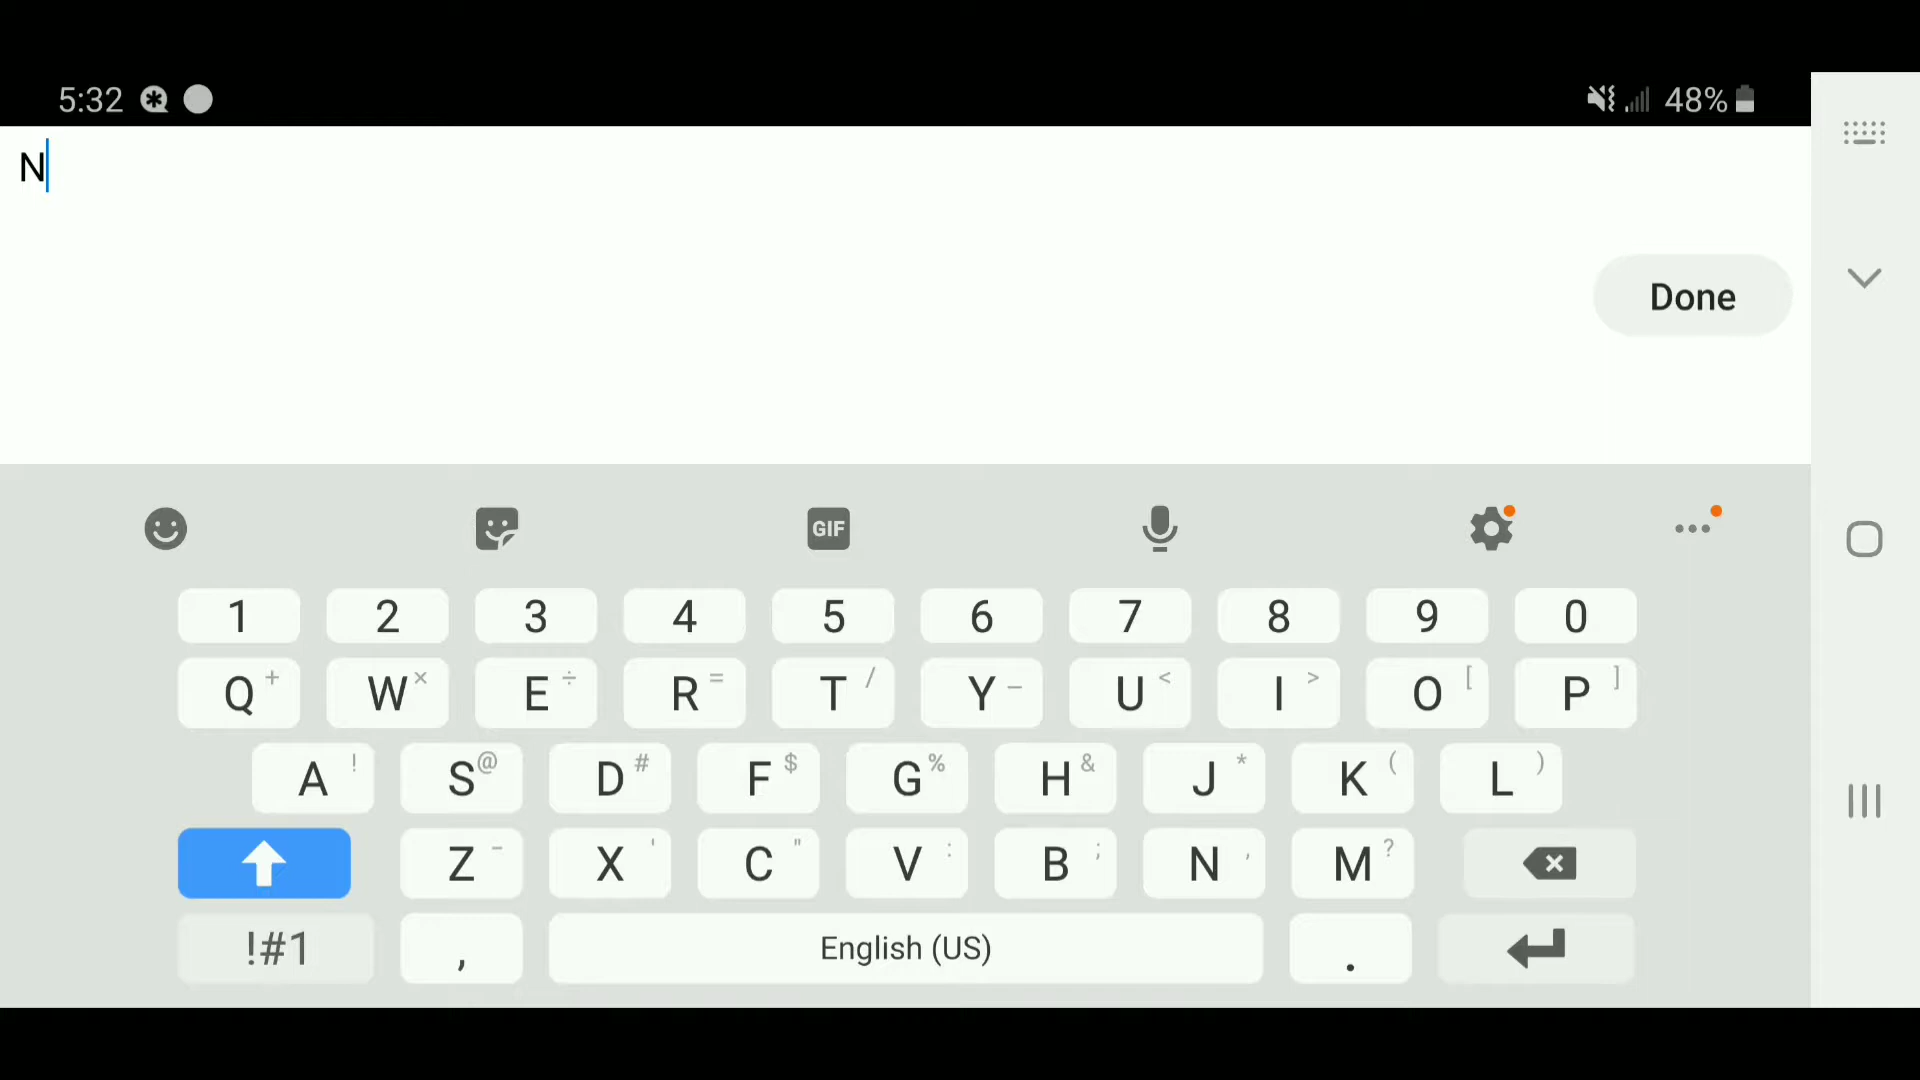 5:32 48%
N
Done
GIF
1 2 3 4 5 6 7 8 9 0
Q + W × E ÷ R = T / Y _ U < I > O [ P ]
A ! S @ D # F $ G % H & J * K ( L )
Z - X ' C " V : B ; N , M ?
!#1 , English (US) .